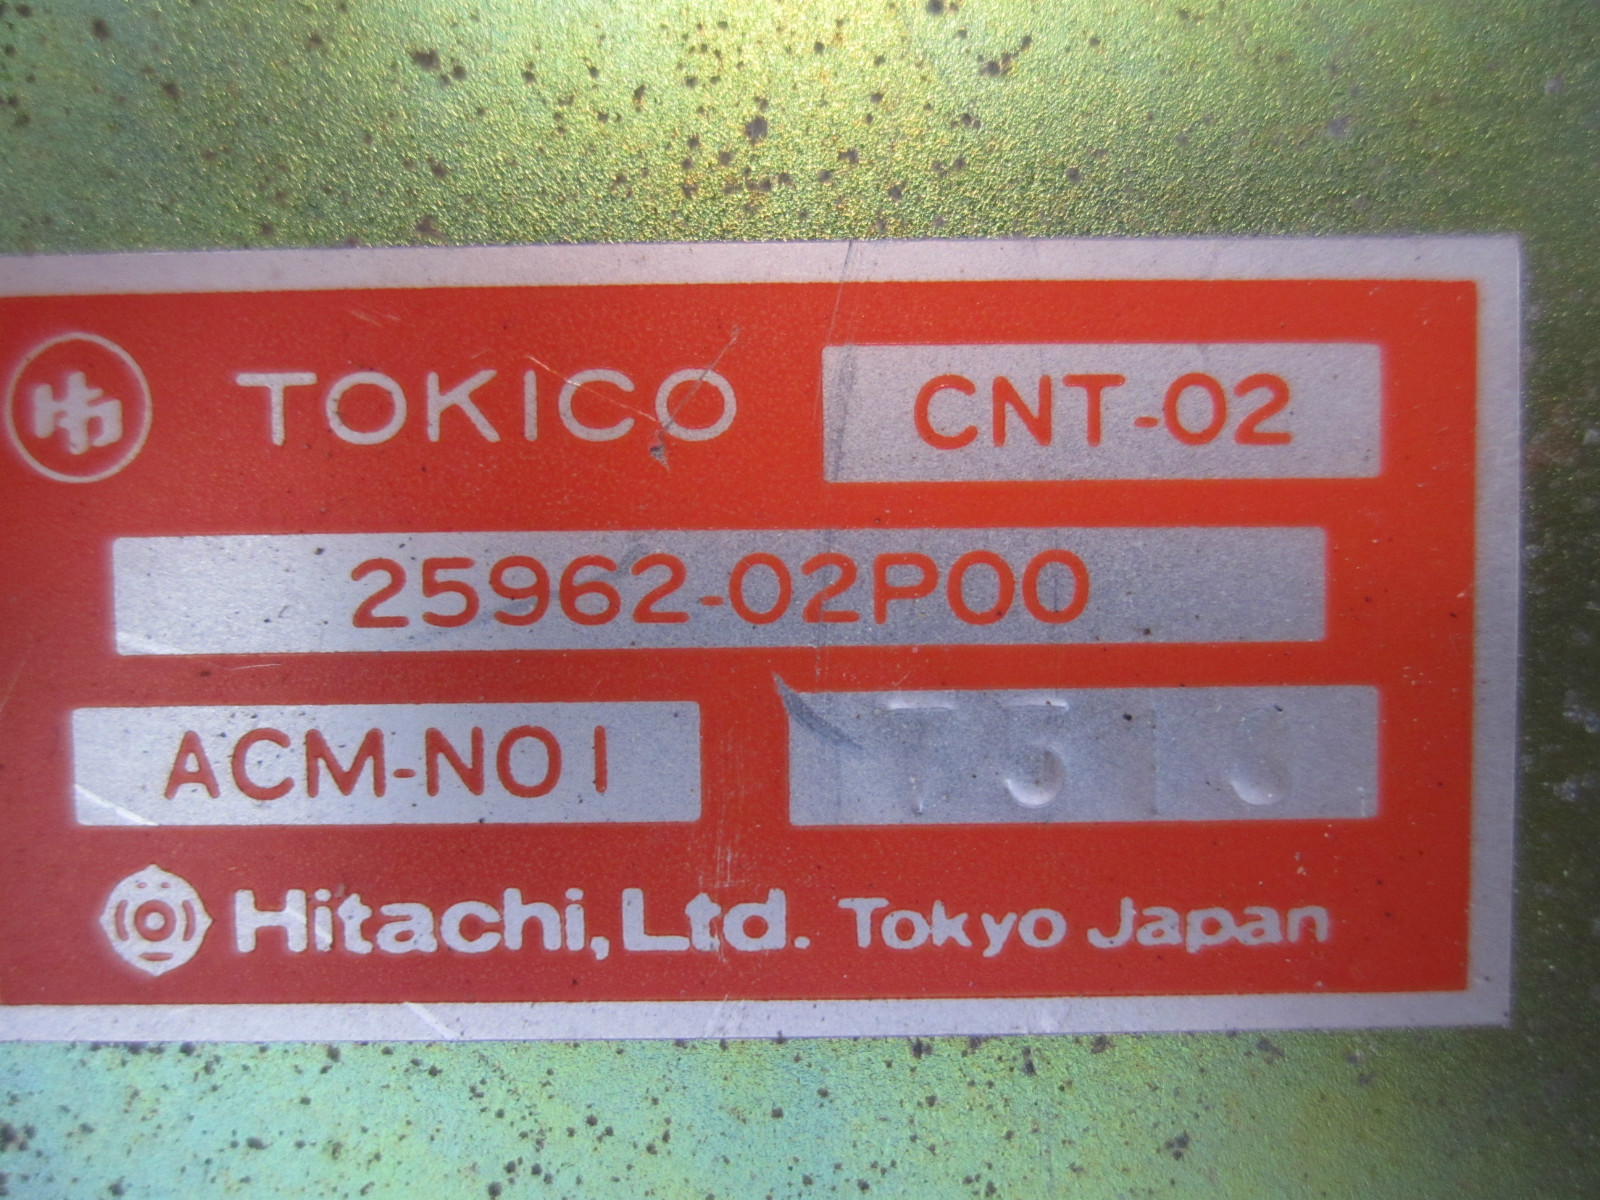 TOKICO CNT-02
25962-02P00
ACM-N01
Hitachi, Ltd. Tokyo Japan